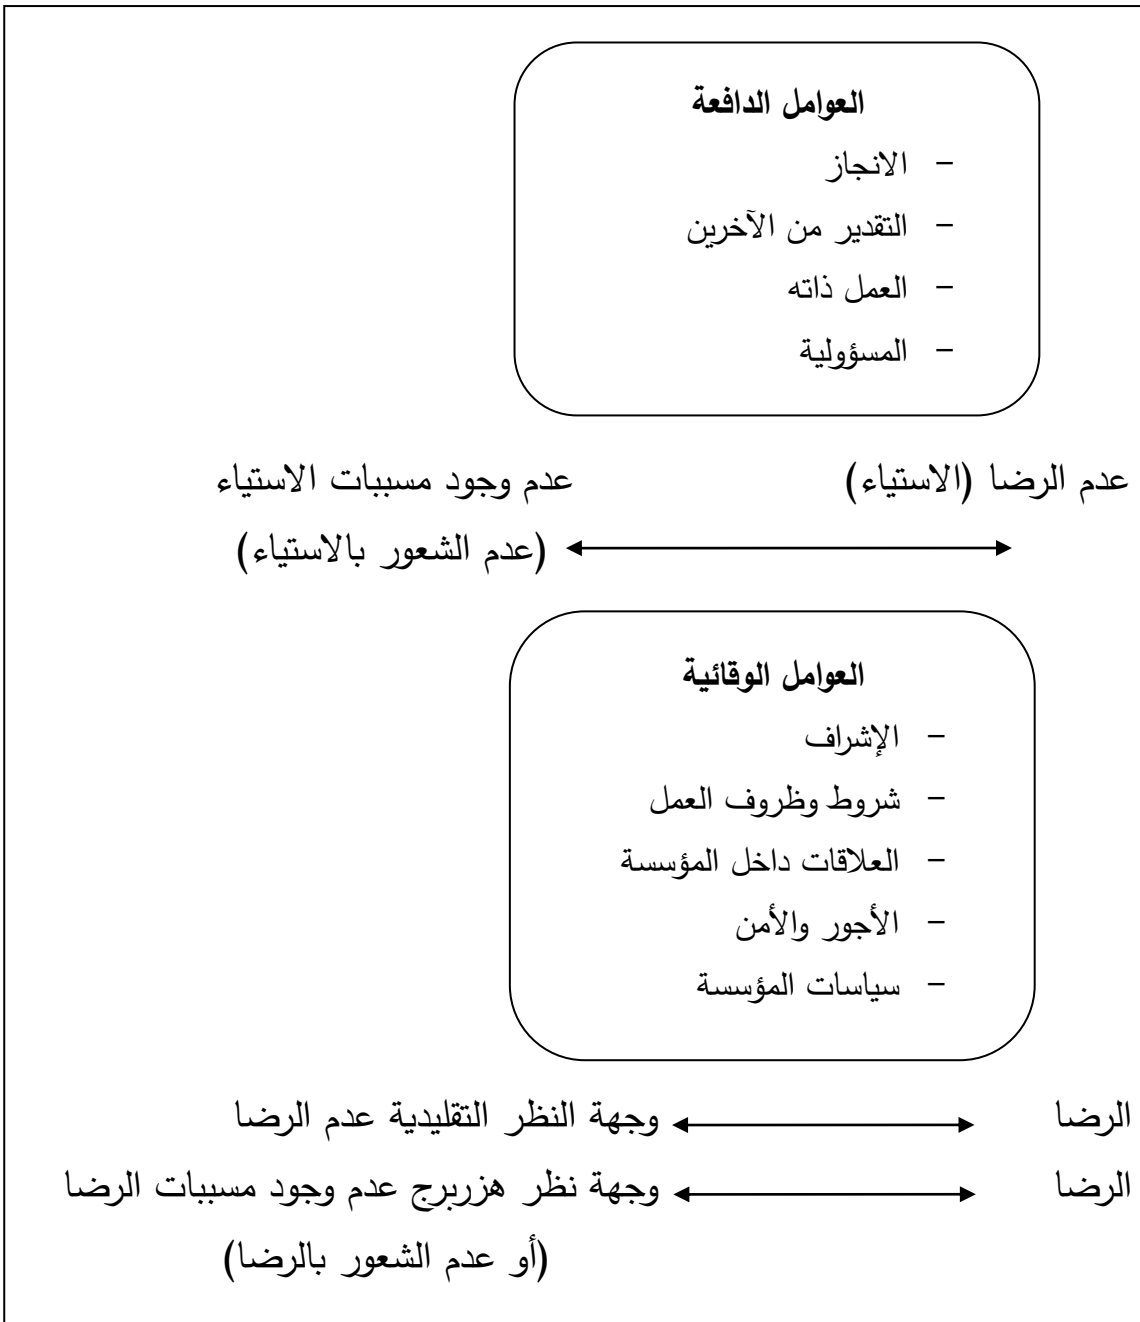 العوامل الدافعة
- الانجاز
- التقدير من الآخرين
- العمل ذاته
- المسؤولية
عدم الرضا (الاستياء) عدم وجود مسببات الاستياء
(عدم الشعور بالاستياء)
العوامل الوقائية
- الإشراف
- شروط وظروف العمل
- العلاقات داخل المؤسسة
- الأجور والأمن
- سياسات المؤسسة
الرضا وجهة النظر التقليدية عدم الرضا
الرضا وجهة نظر هزربرج عدم وجود مسببات الرضا
(أو عدم الشعور بالرضا)